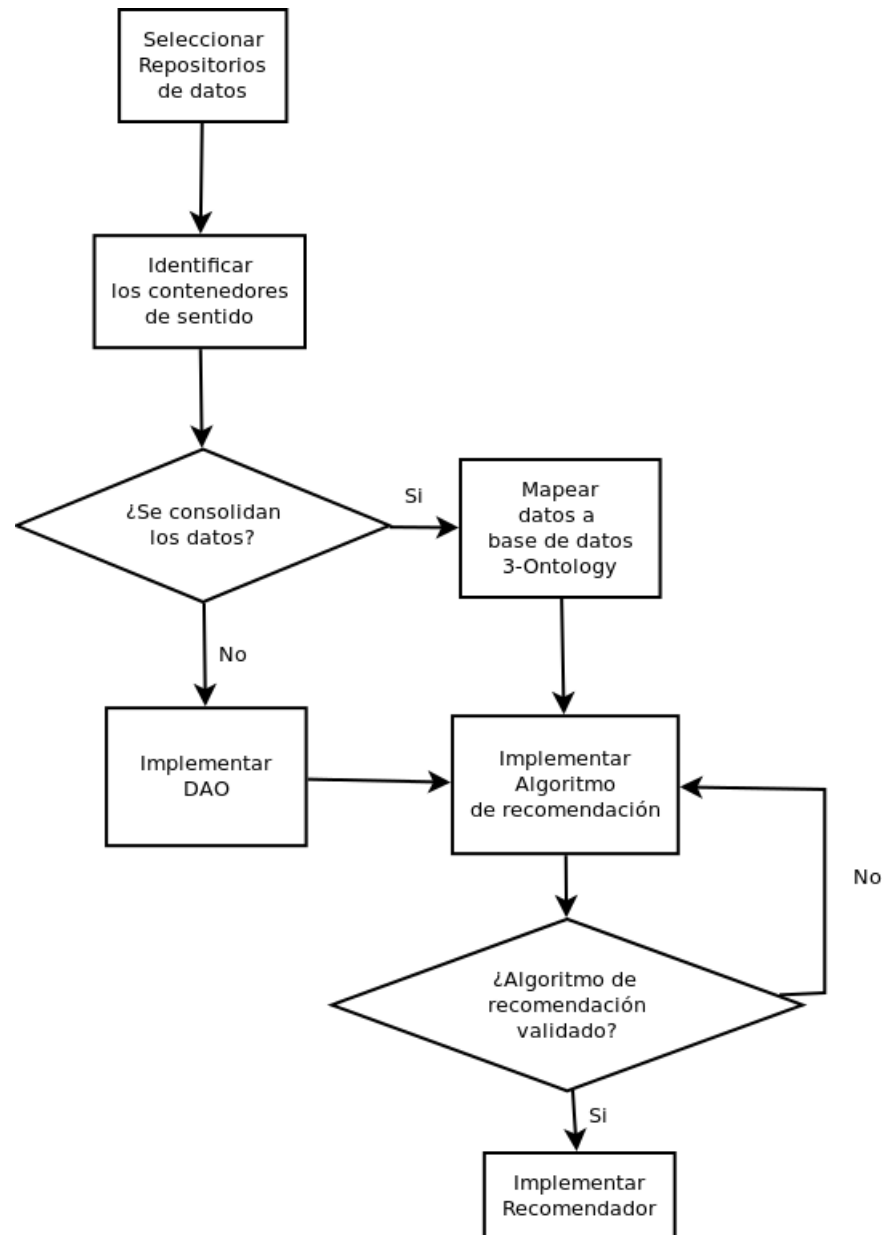 Seleccionar
Repositorios
de datos
Identificar
los contenedores
de sentido
¿Se consolidan
los datos?
Si
Mapear
datos a
base de datos
3-Ontology
No
Implementar
DAO
Implementar
Algoritmo
de recomendación
No
¿Algoritmo de
recomendación
validado?
Si
Implementar
Recomendador